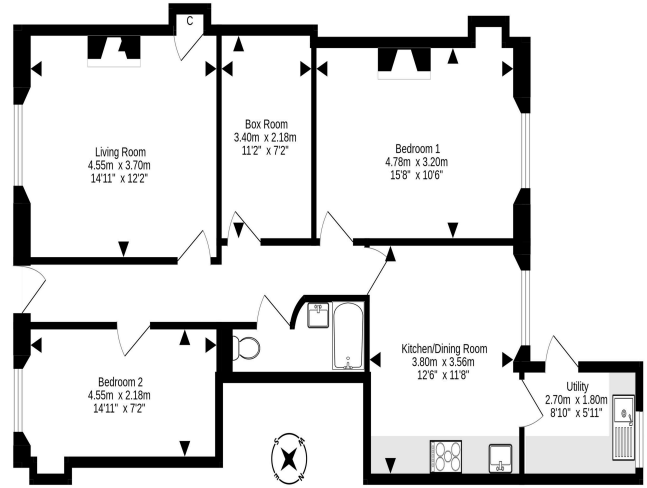 C
Living Room
4.55m x 3.70m
14'11" x 12'2"
Box Room
3.40m x 2.18m
11'2" x 7'2"
Bedroom 1
4.78m x 3.20m
15'8" x 10'6"
Bedroom 2
4.55m x 2.18m
14'11" x 7'2"
Kitchen/Dining Room
3.80m x 3.56m
12'6" x 11'8"
Utility
2.70m x 1.80m
8'10" x 5'11"
S
W
E
N